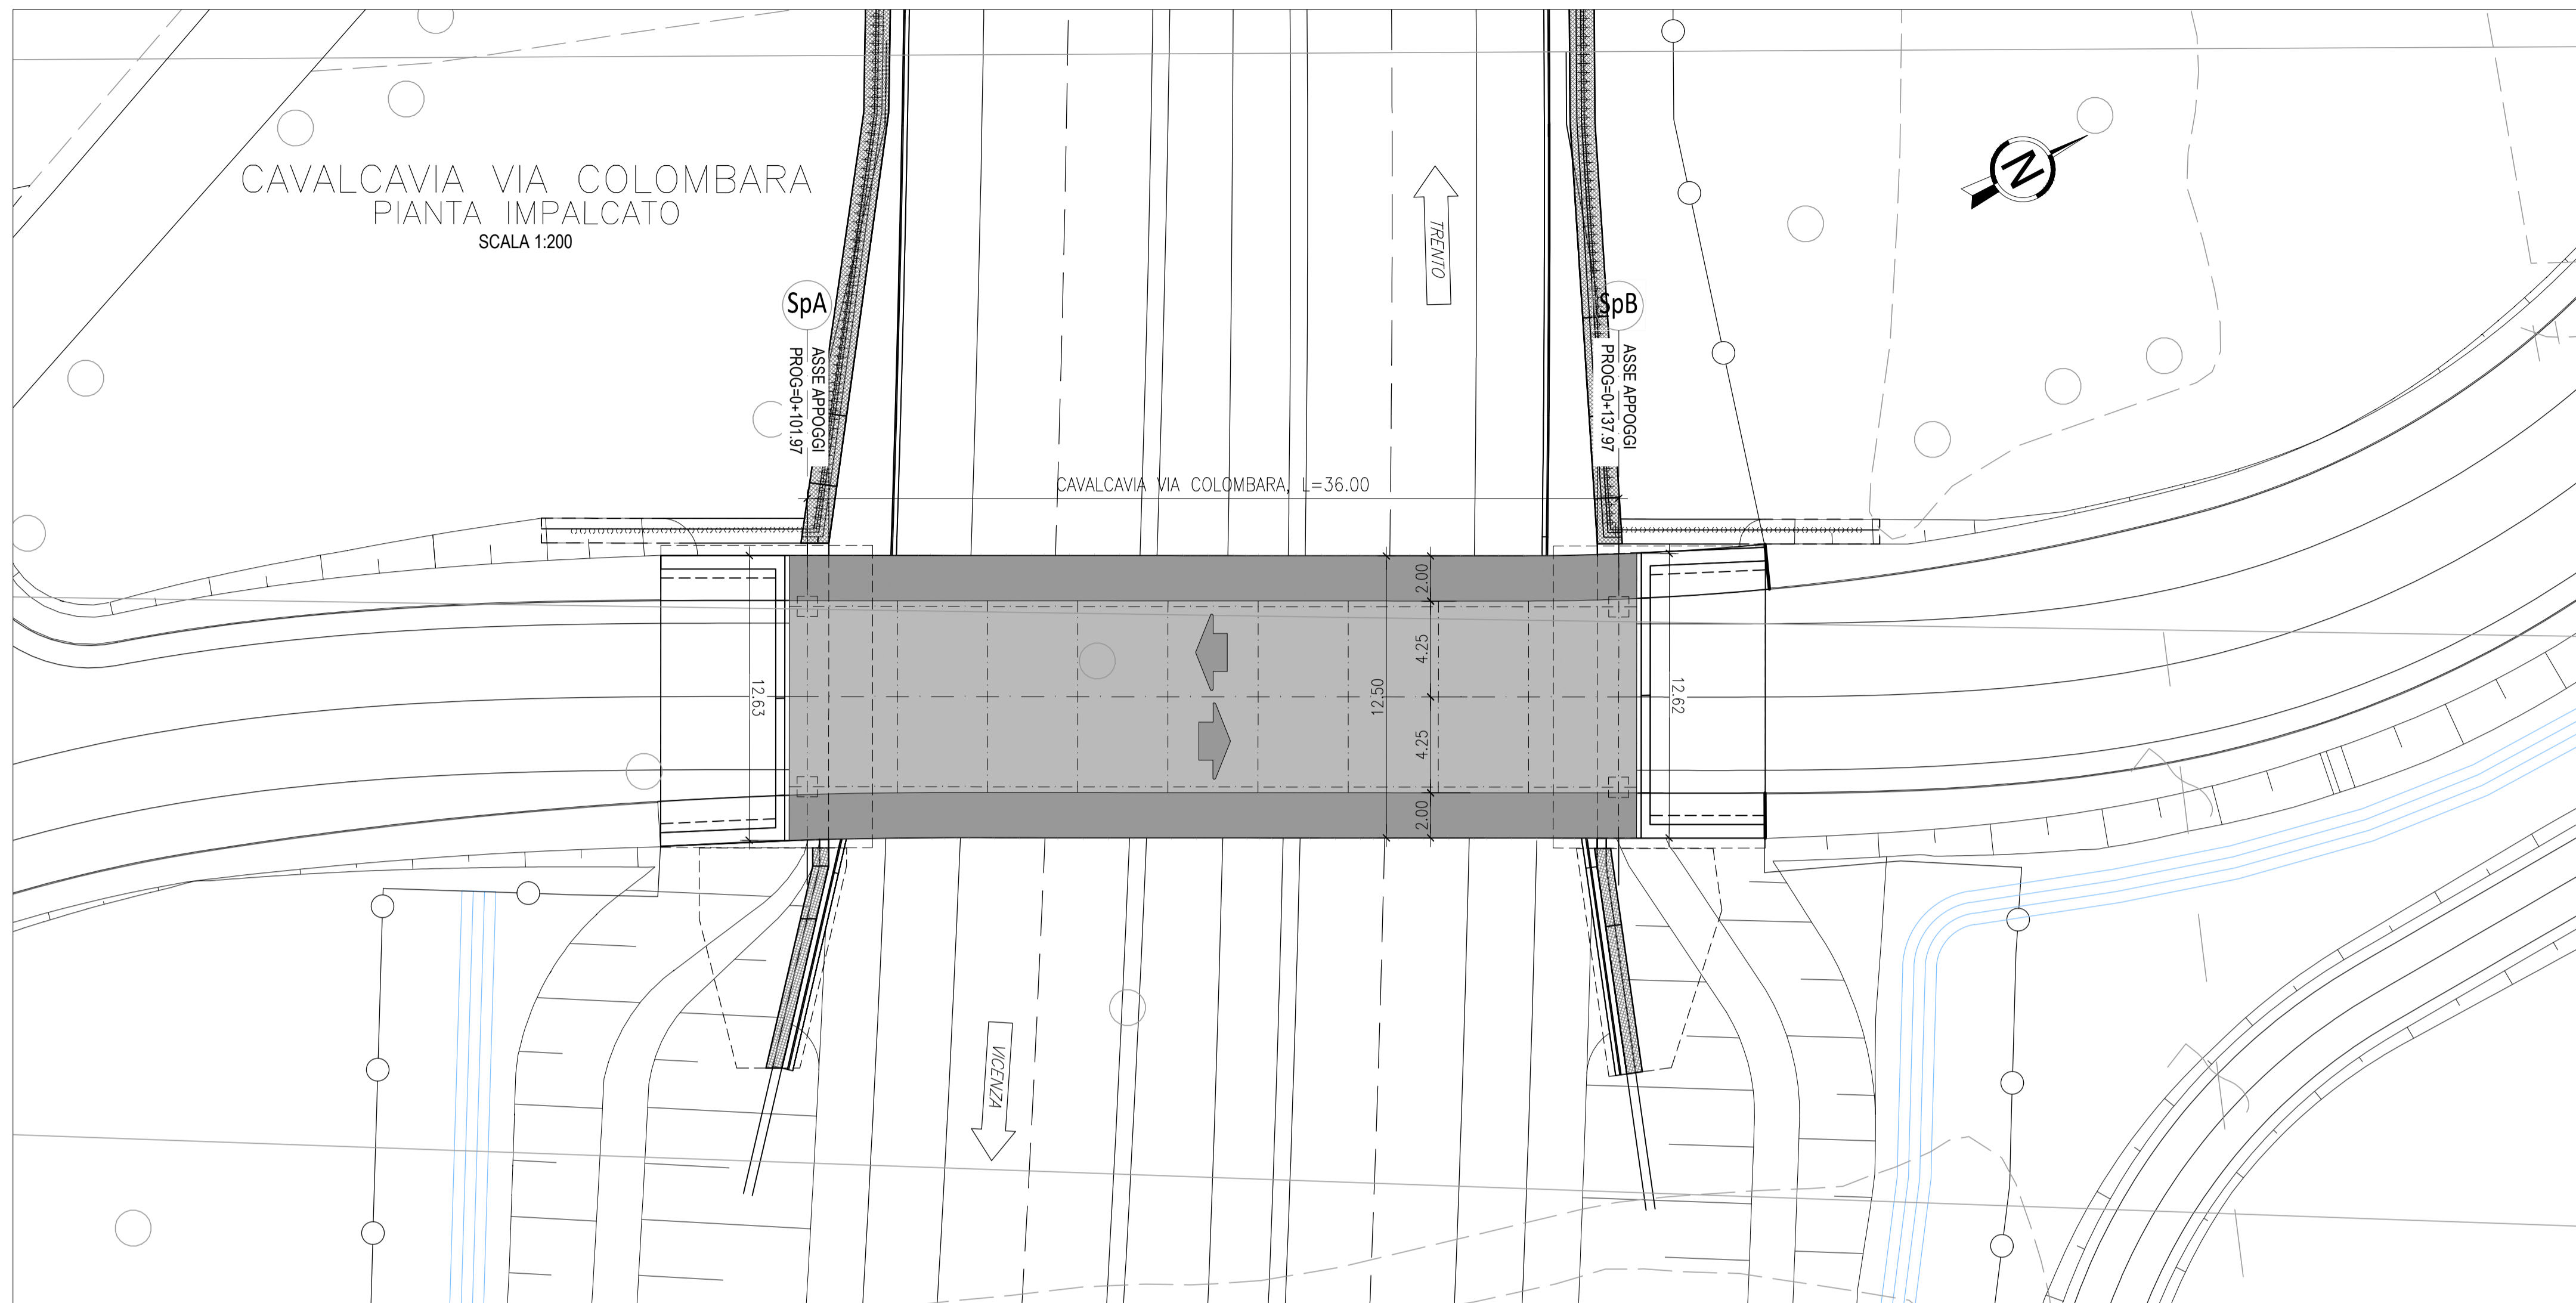 CAVALCAVIA VIA COLOMBARA
PIANTA IMPALCATO
SCALA 1:200
N
TRENTO
SpA
ASSE APPOGGI
PROG=0+101.97
SpB
ASSE APPOGGI
PROG=0+137.97
CAVALCAVIA VIA COLOMBARA, L=36.00
2.00
4.25
12.63
12.50
12.62
4.25
2.00
VICENZA